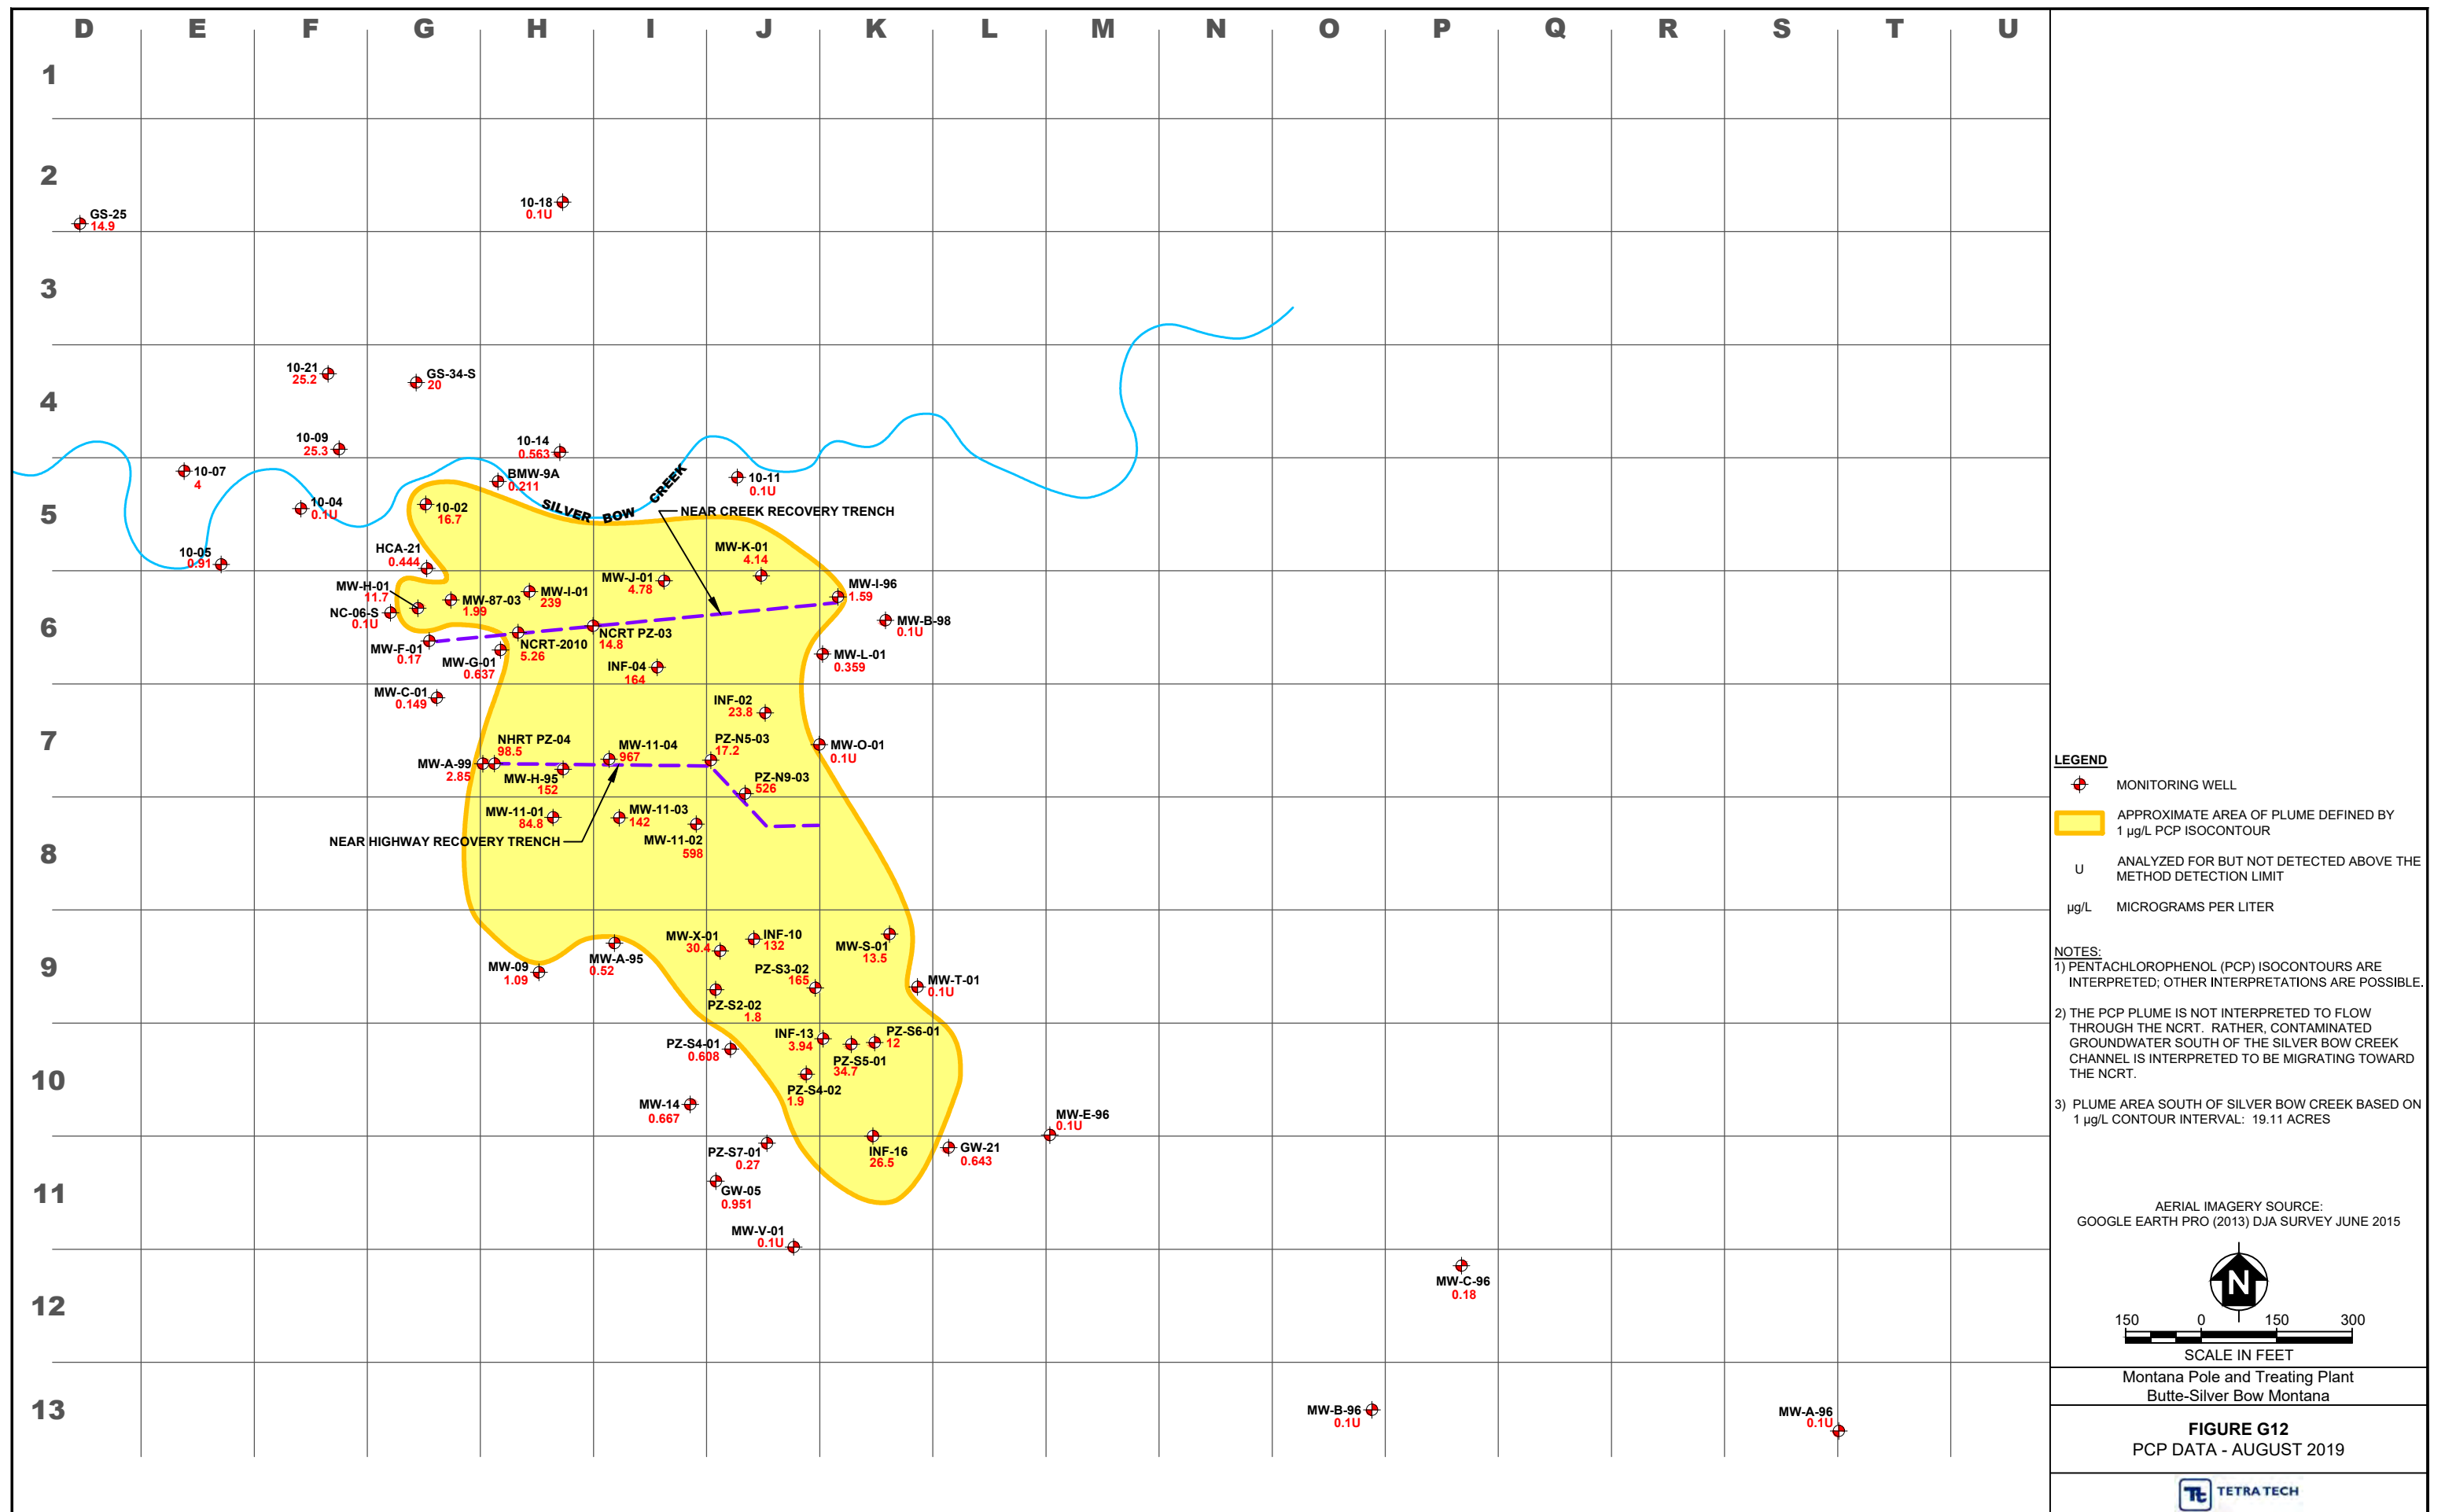 D E F G H I J K L M N O P Q R S T U
1
2
3
4
5
6
7
8
9
10
11
12
13
GS-25
14.9
10-18
0.1U
10-21
25.2
GS-34-S
20
10-09
25.3
10-14
0.563
10-07
4
BMW-9A
0.211
10-11
0.1U
10-04
0.1U
10-02
16.7
SILVER BOW CREEK
NEAR CREEK RECOVERY TRENCH
10-05
0.91
HCA-21
0.444
MW-K-01
4.14
MW-H-01
11.7
MW-87-03
1.99
MW-I-01
239
MW-J-01
4.78
MW-I-96
1.59
NC-06-S
0.1U
MW-B-98
0.1U
MW-F-01
0.17
MW-G-01
0.637
NCRT-2010
5.26
NCRT PZ-03
14.8
INF-04
164
MW-L-01
0.359
MW-C-01
0.149
INF-02
23.8
NHRT PZ-04
98.5
MW-A-99
2.85
MW-H-95
152
MW-11-04
967
PZ-N5-03
17.2
MW-O-01
0.1U
PZ-N9-03
526
MW-11-01
84.8
MW-11-03
142
MW-11-02
598
NEAR HIGHWAY RECOVERY TRENCH
MW-X-01
30.4
INF-10
132
MW-S-01
13.5
MW-09
1.09
MW-A-95
0.52
PZ-S3-02
165
MW-T-01
0.1U
PZ-S2-02
1.8
PZ-S4-01
0.608
INF-13
3.94
PZ-S6-01
12
PZ-S5-01
34.7
PZ-S4-02
1.9
MW-14
0.667
MW-E-96
0.1U
PZ-S7-01
0.27
INF-16
26.5
GW-21
0.643
GW-05
0.951
MW-V-01
0.1U
MW-C-96
0.18
MW-B-96
0.1U
MW-A-96
0.1U
LEGEND
MONITORING WELL
APPROXIMATE AREA OF PLUME DEFINED BY
1 µg/L PCP ISOCONTOUR
U ANALYZED FOR BUT NOT DETECTED ABOVE THE
METHOD DETECTION LIMIT
µg/L MICROGRAMS PER LITER
NOTES:
1) PENTACHLOROPHENOL (PCP) ISOCONTOURS ARE
INTERPRETED; OTHER INTERPRETATIONS ARE POSSIBLE.
2) THE PCP PLUME IS NOT INTERPRETED TO FLOW
THROUGH THE NCRT. RATHER, CONTAMINATED
GROUNDWATER SOUTH OF THE SILVER BOW CREEK
CHANNEL IS INTERPRETED TO BE MIGRATING TOWARD
THE NCRT.
3) PLUME AREA SOUTH OF SILVER BOW CREEK BASED ON
1 µg/L CONTOUR INTERVAL: 19.11 ACRES
AERIAL IMAGERY SOURCE:
GOOGLE EARTH PRO (2013) DJA SURVEY JUNE 2015
N
150 0 150 300
SCALE IN FEET
Montana Pole and Treating Plant
Butte-Silver Bow Montana
FIGURE G12
PCP DATA - AUGUST 2019
Tt TETRA TECH